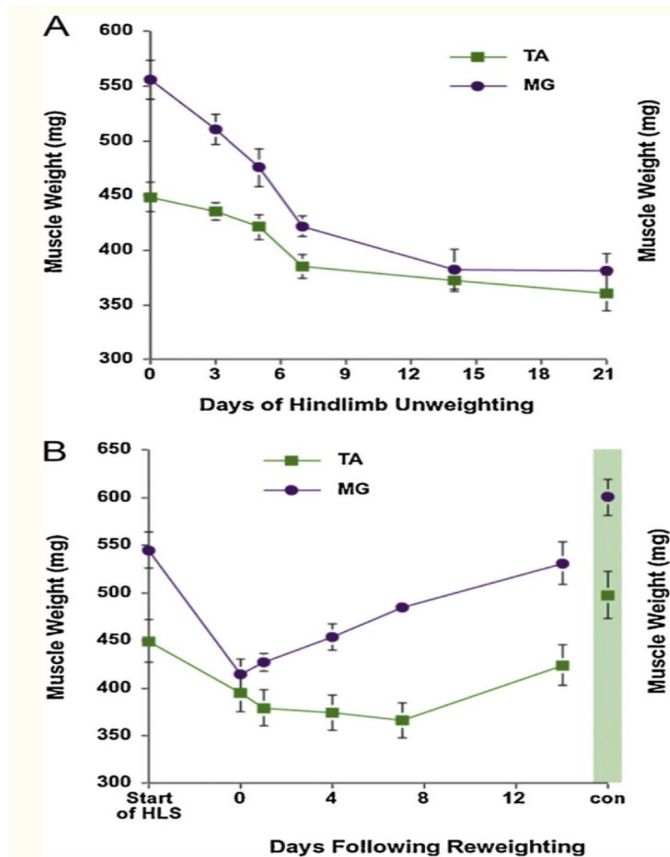 A
600
550
500
450
400
350
300
Muscle Weight (mg)
TA
MG
Muscle Weight (mg)
0 3 6 9 12 15 18 21
Days of Hindlimb Unweighting
B
650
600
550
500
450
400
350
300
Muscle Weight (mg)
TA
MG
Muscle Weight (mg)
Start 0 4 8 12 con
of HLS
Days Following Reweighting